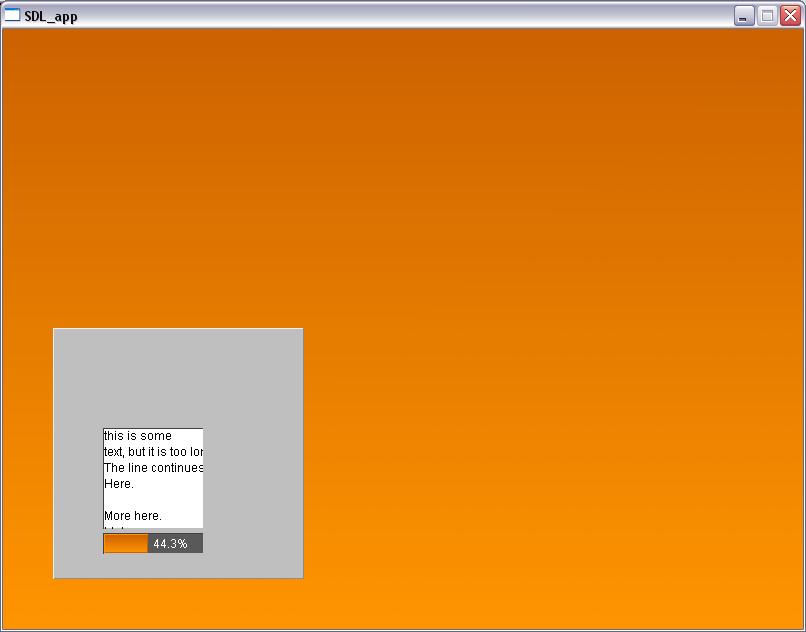 SDL_app
this is some
text, but it is too lor
The line continues
Here.
More here.
44.3%